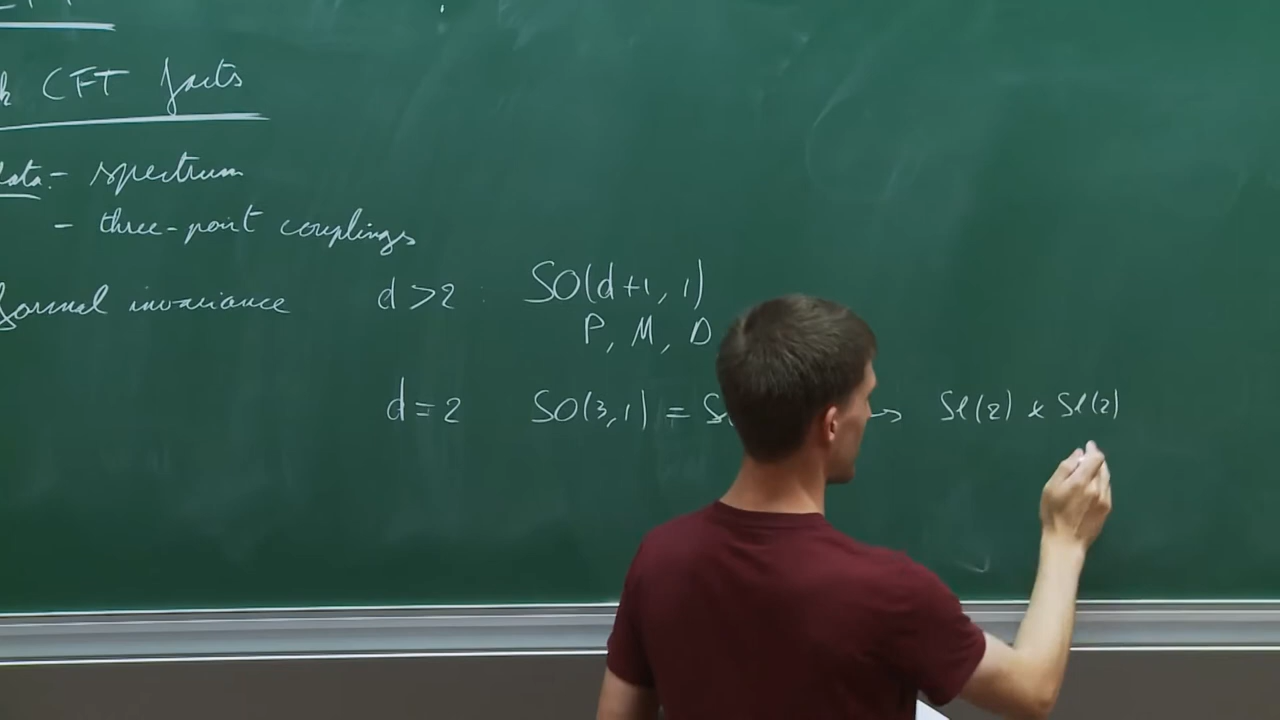 CFT facts
data: - spectrum
- three-point couplings
formal invariance d > 2 : SO(d+1, 1)
P, M, D
d = 2 SO(3,1) = → Sl(2) x Sl(2)